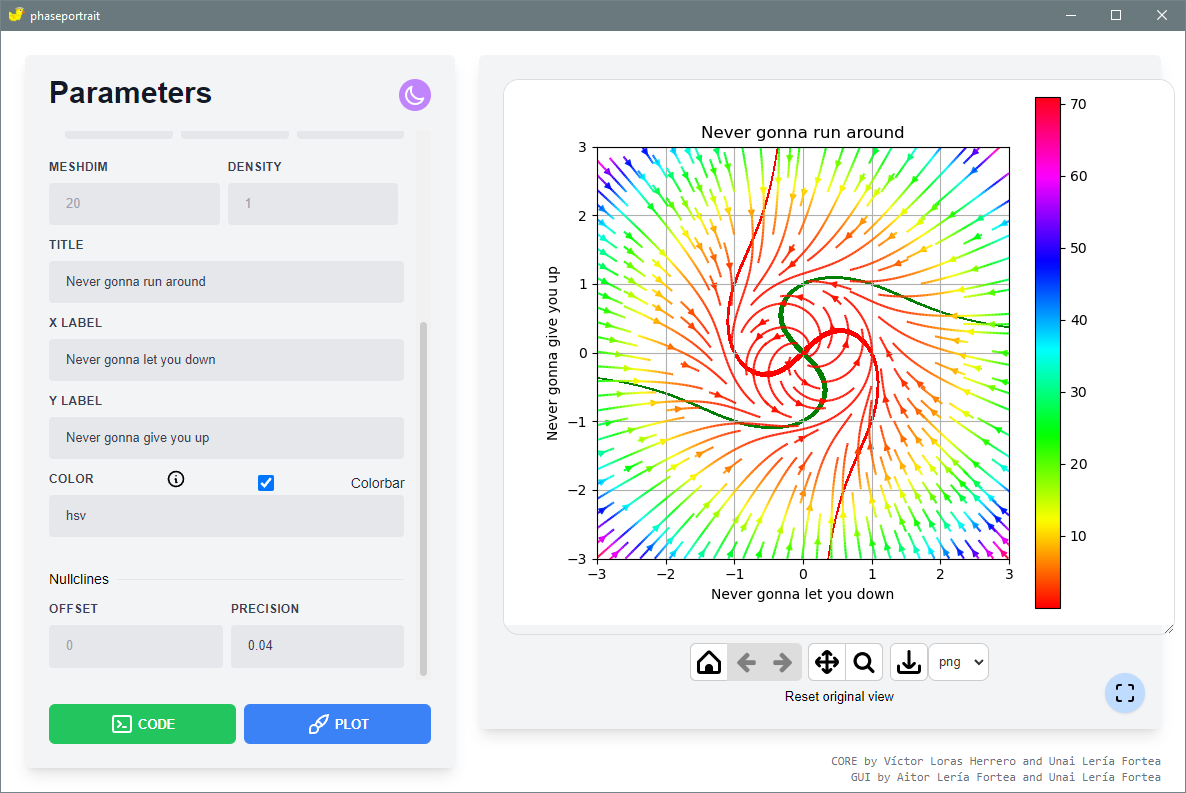 phaseportrait
Parameters
MESHDIM DENSITY
20 1
TITLE
Never gonna run around
X LABEL
Never gonna let you down
Y LABEL
Never gonna give you up
COLOR Colorbar
hsv
Nullclines
OFFSET PRECISION
0 0.04
CODE PLOT
Never gonna run around
Never gonna give you up
3
2
1
0
−1
−2
−3
−3 −2 −1 0 1 2 3
Never gonna let you down
70
60
50
40
30
20
10
png
Reset original view
CORE by Víctor Loras Herrero and Unai Lería Fortea
GUI by Aitor Lería Fortea and Unai Lería Fortea